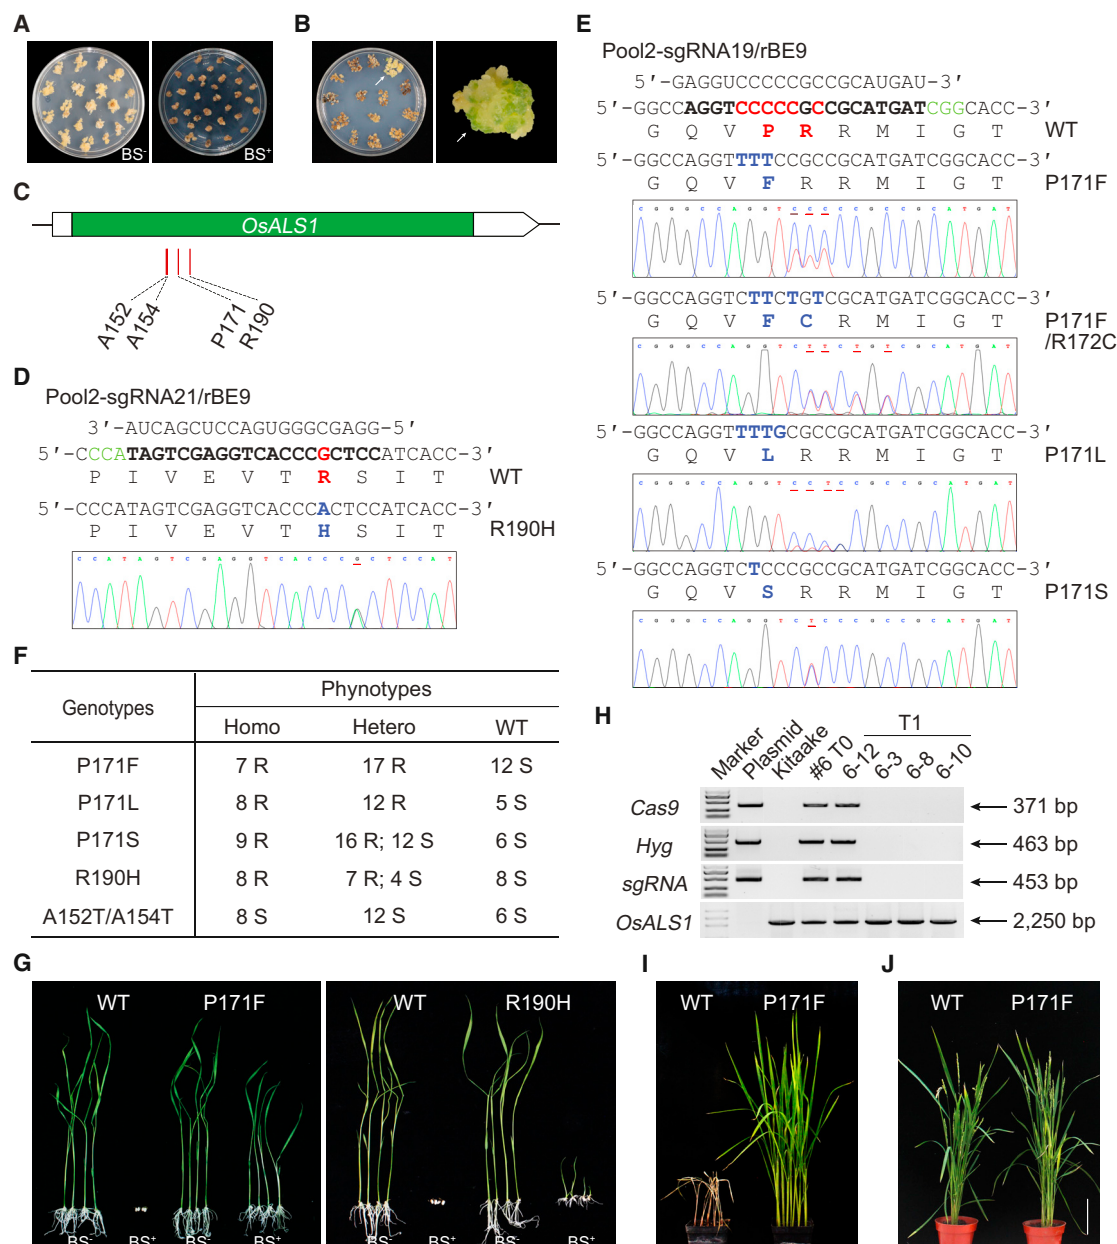 A
BS-
BS+
B
C
OsALS1
A152
A154
P171
R190
D
Pool2-sgRNA21/rBE9
3′-AUCAGCUCCAGUGGGCGAGG-5′
5′-CCCATAGTCGAGGTCACCCGCTCCATCACC-3′
P I V E V T R S I T
WT
5′-CCCATAGTCGAGGTCACCCACTCCATCACC-3′
P I V E V T H S I T
R190H
C C A T A G T C G A G G T C A C C C G C T C C A T
E
Pool2-sgRNA19/rBE9
5′-GAGGUCCCCCGCCGCAUGAU-3′
5′-GGCCAGGTCCCCCGCCGCATGATCGGCACC-3′
G Q V P R R M I G T
WT
5′-GGCCAGGTTTTCCGCCGCATGATCGGCACC-3′
G Q V F R R M I G T
P171F
C G G G C C A G G T C C C C C G C C G C A T G A T
5′-GGCCAGGTCTTCTGTCGCATGATCGGCACC-3′
G Q V F C R M I G T
P171F
/R172C
C G G G C C A G G T C T T C T G T C G C A T G A T
5′-GGCCAGGTTTTGCGCCGCATGATCGGCACC-3′
G Q V L R R M I G T
P171L
C G G G C C A G G T C C T C C G C C G C A T G A T
5′-GGCCAGGTCTCCCGCCGCATGATCGGCACC-3′
G Q V S R R M I G T
P171S
C G G G C C A G G T C T C C C G C C G C A T G A T
F
Genotypes
Phynotypes
Homo Hetero WT
P171F 7 R 17 R 12 S
P171L 8 R 12 R 5 S
P171S 9 R 16 R; 12 S 6 S
R190H 8 R 7 R; 4 S 8 S
A152T/A154T 8 S 12 S 6 S
H
T1
Marker
Plasmid
Kitaake
#6 T0
6-12
6-3
6-8
6-10
Cas9 371 bp
Hyg 463 bp
sgRNA 453 bp
OsALS1 2,250 bp
G
WT P171F
BS- BS+ BS- BS+
WT R190H
BS- BS+ BS- BS+
I
WT P171F
J
WT P171F